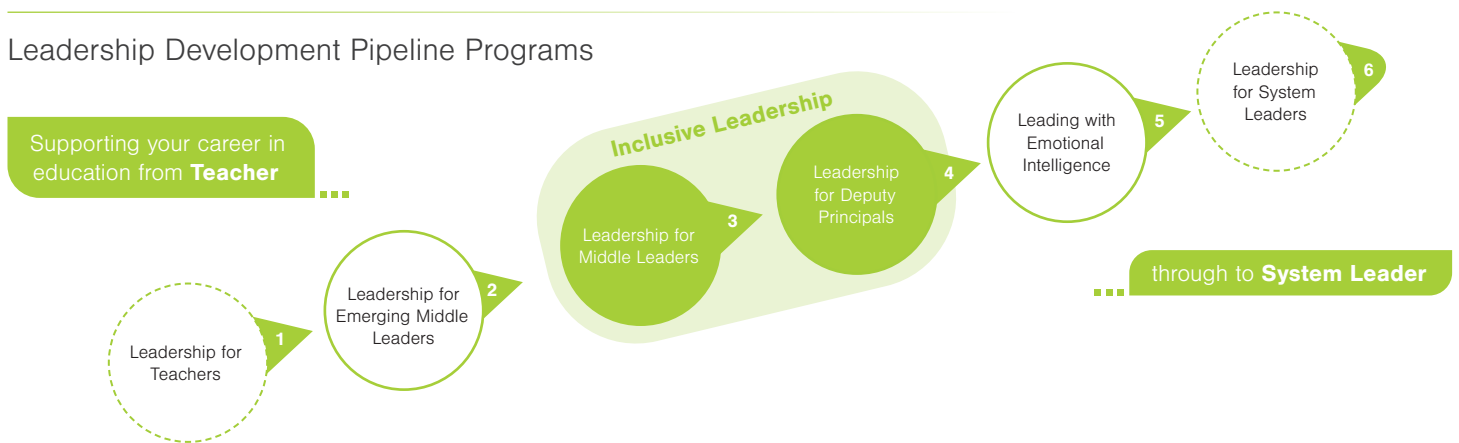 Leadership Development Pipeline Programs
Supporting your career in
education from Teacher
Leadership for
Teachers
1
Leadership for
Emerging Middle
Leaders
2
Inclusive Leadership
Leadership for
Middle Leaders
3
Leadership
for Deputy
Principals
4
Leading with
Emotional
Intelligence
5
Leadership
for System
Leaders
6
through to System Leader